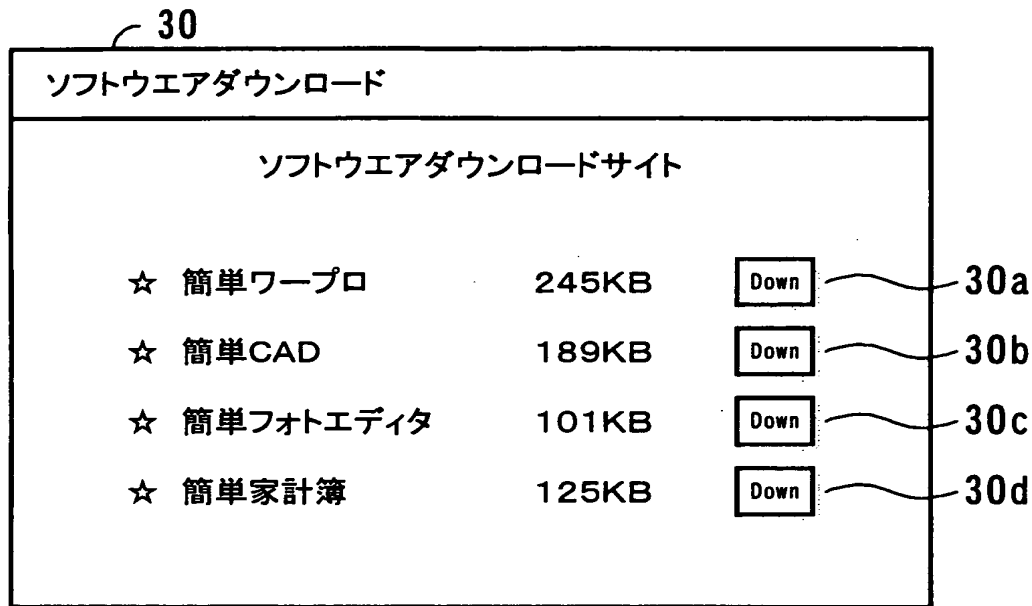 30
ソフトウエアダウンロード
ソフトウエアダウンロードサイト
☆ 簡単ワープロ 245KB Down 30a
☆ 簡単CAD 189KB Down 30b
☆ 簡単フォトエディタ 101KB Down 30c
☆ 簡単家計簿 125KB Down 30d